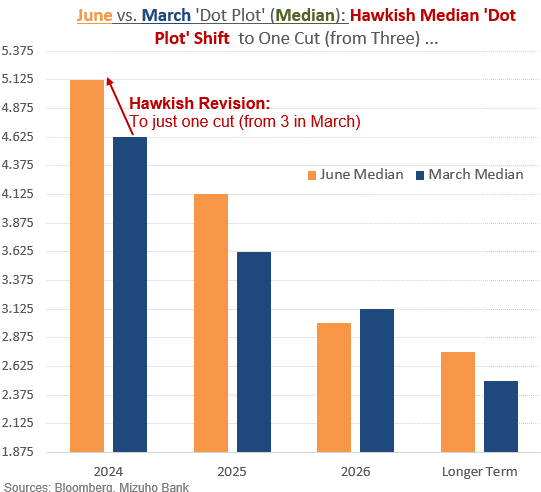 June vs. March 'Dot Plot' (Median): Hawkish Median 'Dot
Plot' Shift to One Cut (from Three) ...
5.375
5.125
4.875
4.625
4.375
4.125
3.875
3.625
3.375
3.125
2.875
2.625
2.375
2.125
1.875
Hawkish Revision:
To just one cut (from 3 in March)
June Median
March Median
2024 2025 2026 Longer Term
Sources: Bloomberg, Mizuho Bank